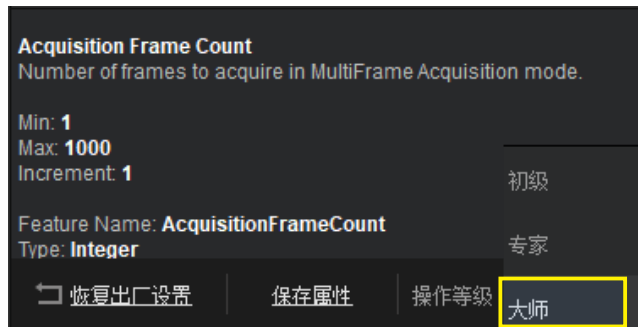 Acquisition Frame Count
Number of frames to acquire in MultiFrame Acquisition mode.
Min: 1
Max: 1000
Increment: 1
Feature Name: AcquisitionFrameCount
Type: Integer
恢复出厂设置
保存属性
操作等级
初级
专家
大师